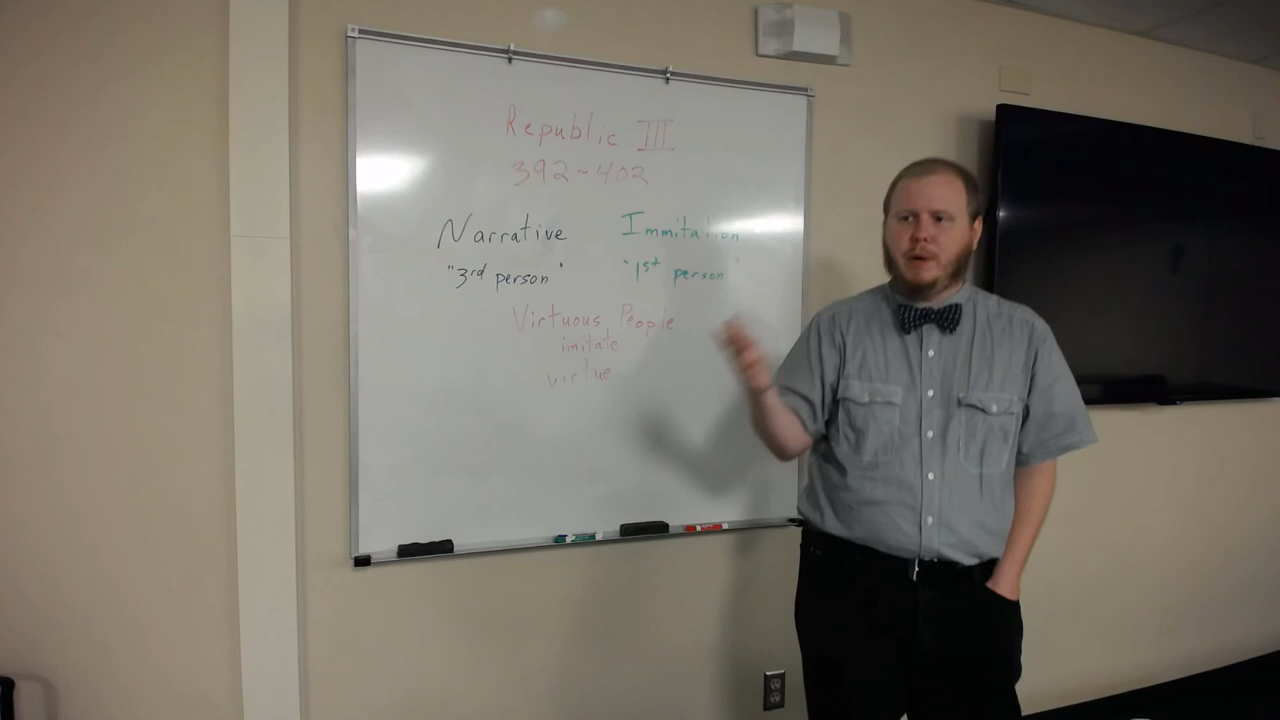 Republic III
392~402
Narrative Immitation
"3rd person" "1st person"
Virtuous People
imitate
virtue